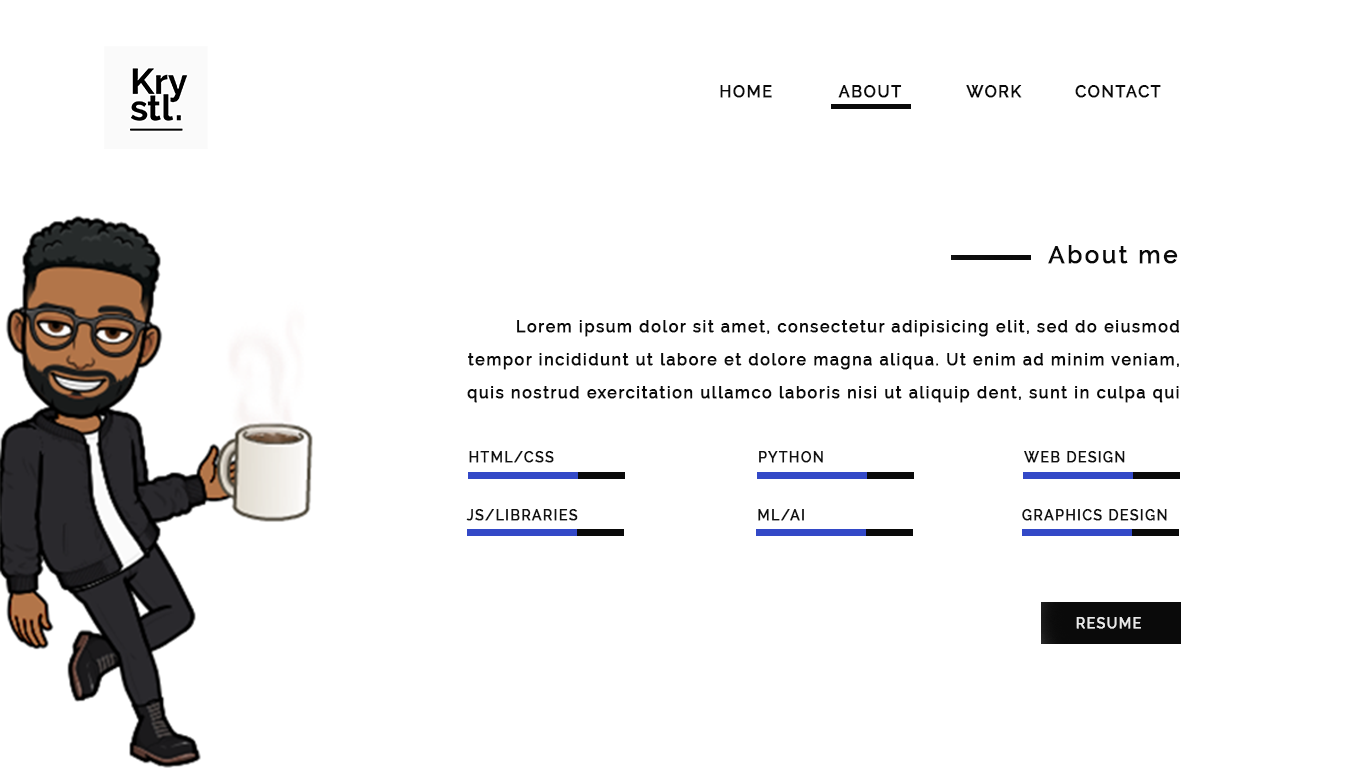 Kry
stl.
HOME ABOUT WORK CONTACT
About me
Lorem ipsum dolor sit amet, consectetur adipisicing elit, sed do eiusmod
tempor incididunt ut labore et dolore magna aliqua. Ut enim ad minim veniam,
quis nostrud exercitation ullamco laboris nisi ut aliquip dent, sunt in culpa qui
HTML/CSS PYTHON WEB DESIGN
JS/LIBRARIES ML/AI GRAPHICS DESIGN
RESUME